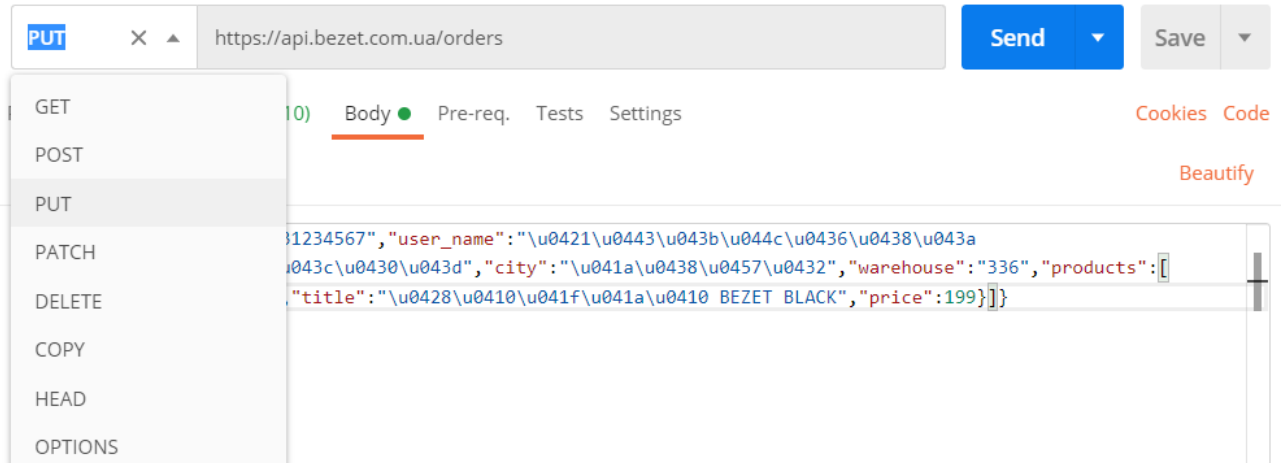 PUT https://api.bezet.com.ua/orders Send Save
GET
10) Body Pre-req. Tests Settings Cookies Code
POST
Beautify
PUT
31234567","user_name":"\u0421\u0443\u043b\u044c\u0436\u0438\u043a
PATCH
u043c\u0430\u043d","city":"\u041a\u0438\u0457\u0432","warehouse":"336","products":[
DELETE
,"title":"\u0428\u0410\u041f\u041a\u0410 BEZET BLACK","price":199}]}
COPY
HEAD
OPTIONS